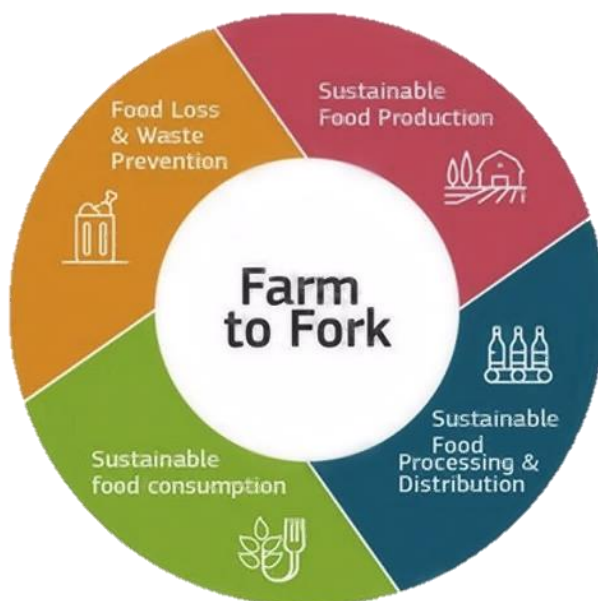 Farm
to Fork
Sustainable
Food Production
Sustainable
Food
Processing &
Distribution
Sustainable
food consumption
Food Loss
& Waste
Prevention